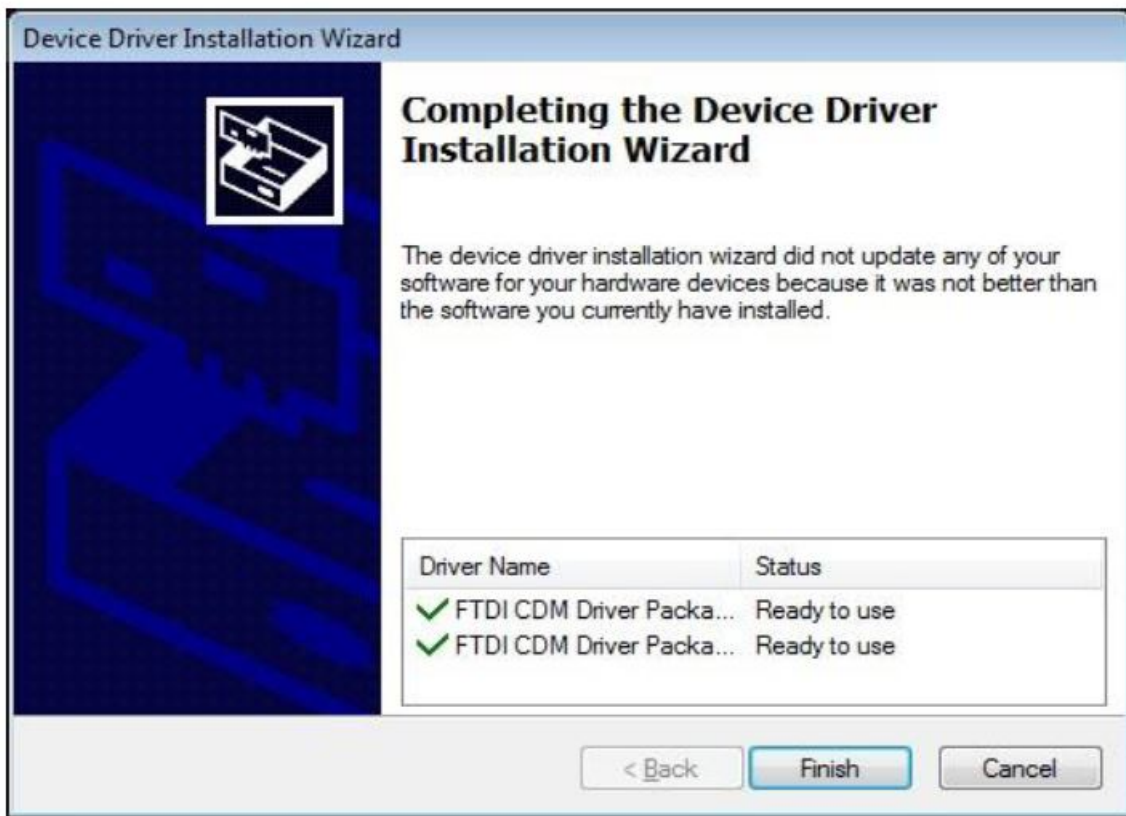 Device Driver Installation Wizard
Completing the Device Driver
Installation Wizard
The device driver installation wizard did not update any of your
software for your hardware devices because it was not better than
the software you currently have installed.
Driver Name Status
FTDI CDM Driver Packa... Ready to use
FTDI CDM Driver Packa... Ready to use
< Back Finish Cancel